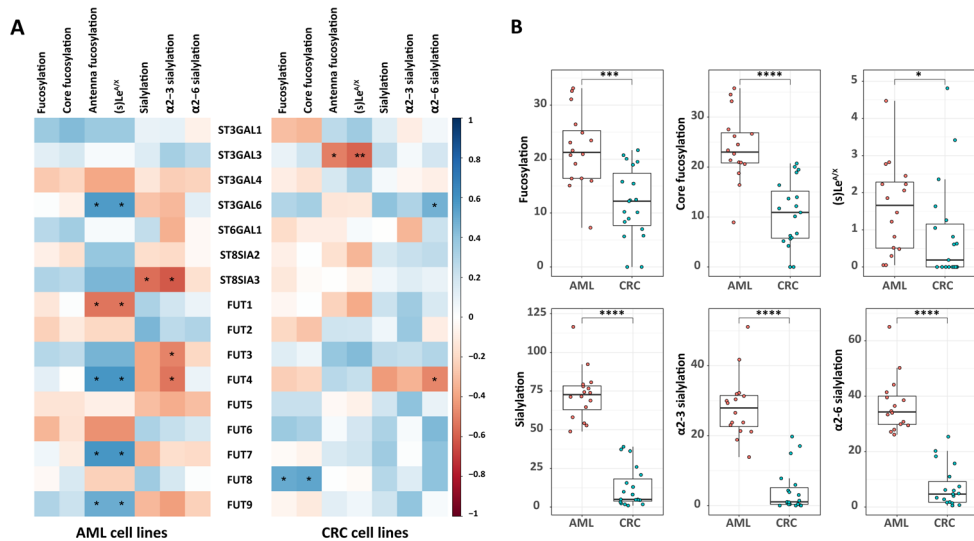 A
Fucosylation
Core fucosylation
Antenna fucosylation
(s)Le^A/X
Sialylation
α2−3 sialylation
α2−6 sialylation
Fucosylation
Core fucosylation
Antenna fucosylation
(s)Le^A/X
Sialylation
α2−3 sialylation
α2−6 sialylation
ST3GAL1
ST3GAL3
* **
ST3GAL4
ST3GAL6
* * *
ST6GAL1
ST8SIA2
ST8SIA3
* *
FUT1
* *
FUT2
FUT3
*
FUT4
* * * *
FUT5
FUT6
FUT7
* *
FUT8
* *
FUT9
* *
1
0.8
0.6
0.4
0.2
0
-0.2
-0.4
-0.6
-0.8
-1
AML cell lines
CRC cell lines
B
Fucosylation
30
20
10
0
***
AML CRC
Core fucosylation
30
20
10
0
****
AML CRC
(s)Le^A/X
5
4
3
2
1
0
*
AML CRC
Sialylation
125
100
75
50
25
0
****
AML CRC
α2-3 sialylation
40
20
0
****
AML CRC
α2-6 sialylation
60
40
20
0
****
AML CRC